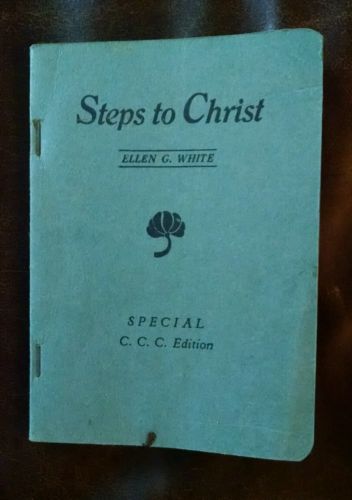 Steps to Christ
ELLEN G. WHITE
SPECIAL
C. C. C. Edition